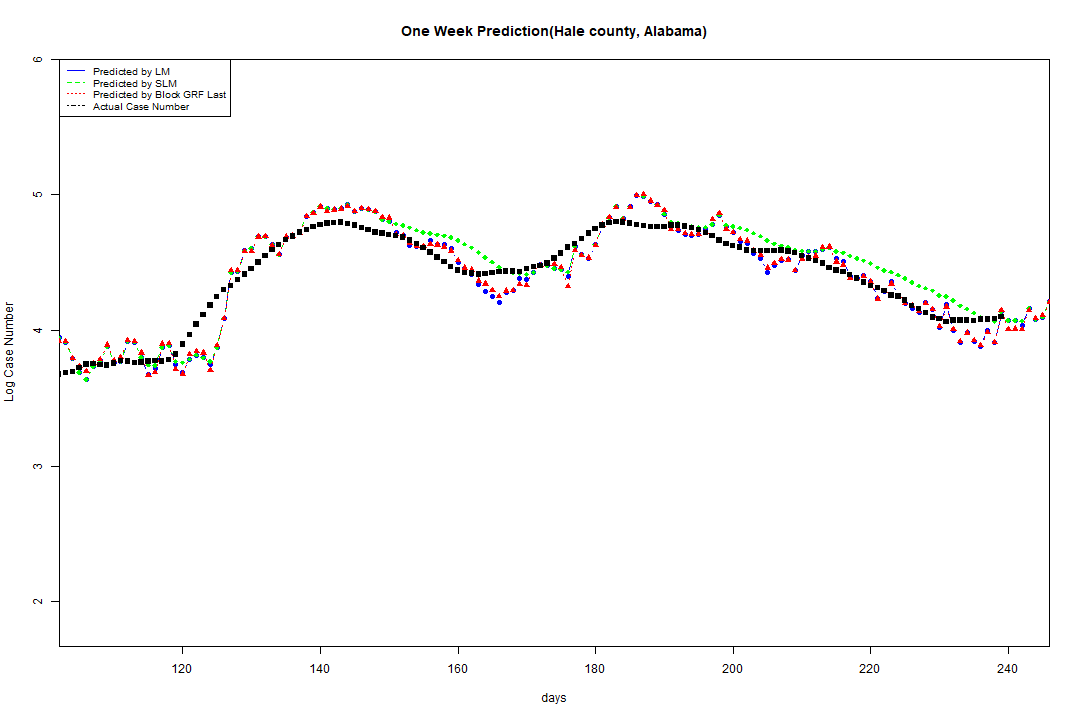 One Week Prediction(Hale county, Alabama)
Predicted by LM
Predicted by SLM
Predicted by Block GRF Last
Actual Case Number
6
5
4
3
2
Log Case Number
120 140 160 180 200 220 240
days